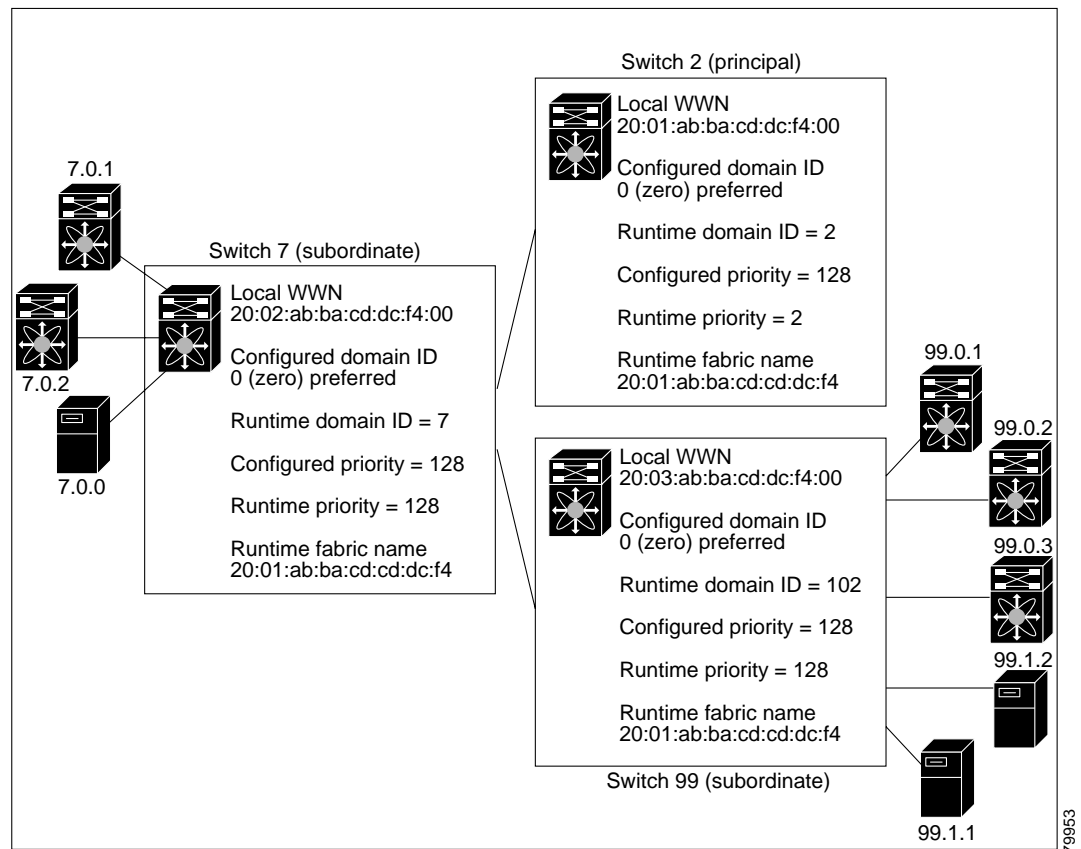 Switch 2 (principal)
Local WWN
20:01:ab:ba:cd:dc:f4:00
Configured domain ID
0 (zero) preferred
Runtime domain ID = 2
Configured priority = 128
Runtime priority = 2
Runtime fabric name
20:01:ab:ba:cd:cd:dc:f4
7.0.1
7.0.2
7.0.0
Switch 7 (subordinate)
Local WWN
20:02:ab:ba:cd:dc:f4:00
Configured domain ID
0 (zero) preferred
Runtime domain ID = 7
Configured priority = 128
Runtime priority = 128
Runtime fabric name
20:01:ab:ba:cd:cd:dc:f4
Local WWN
20:03:ab:ba:cd:dc:f4:00
Configured domain ID
0 (zero) preferred
Runtime domain ID = 102
Configured priority = 128
Runtime priority = 128
Runtime fabric name
20:01:ab:ba:cd:cd:dc:f4
Switch 99 (subordinate)
99.0.1
99.0.2
99.0.3
99.1.2
99.1.1
79953